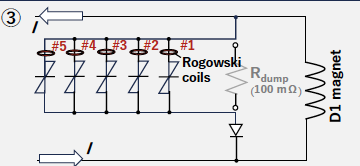 ③
I
#5 #4 #3 #2 #1
Rogowski
coils
Rdump
(100 mΩ)
D1 magnet
I